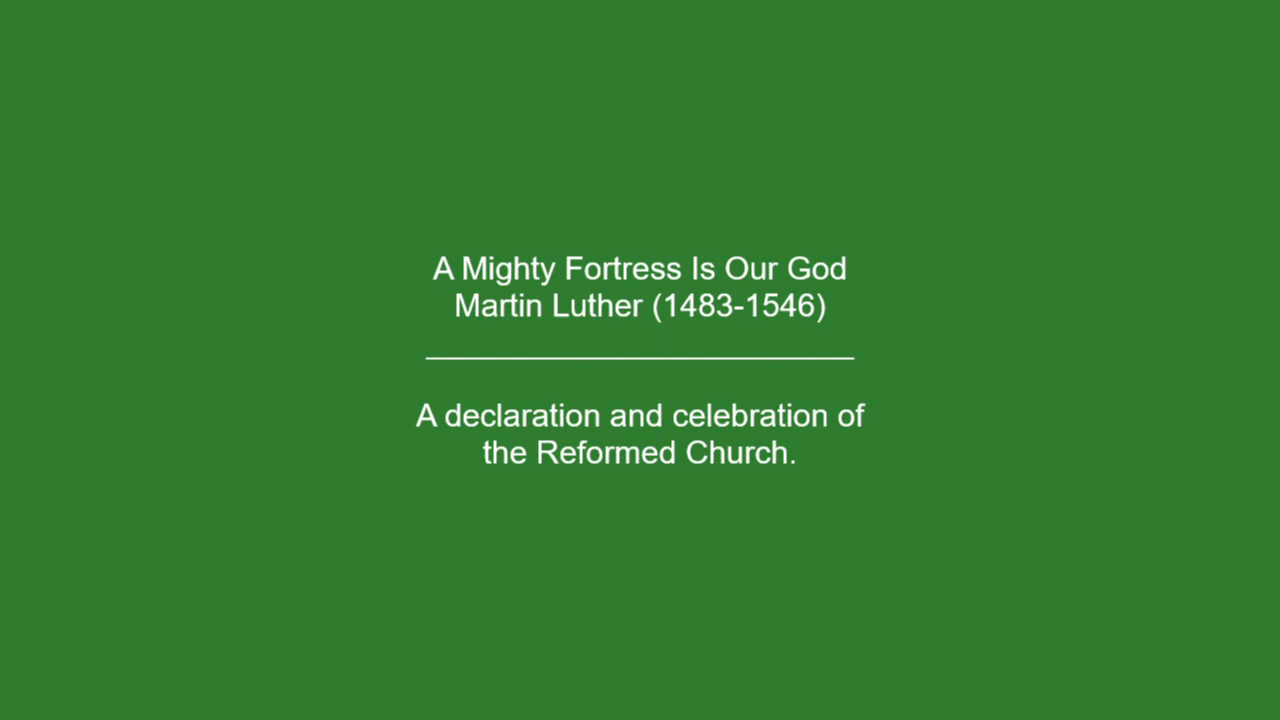 A Mighty Fortress Is Our God
Martin Luther (1483-1546)
A declaration and celebration of
the Reformed Church.